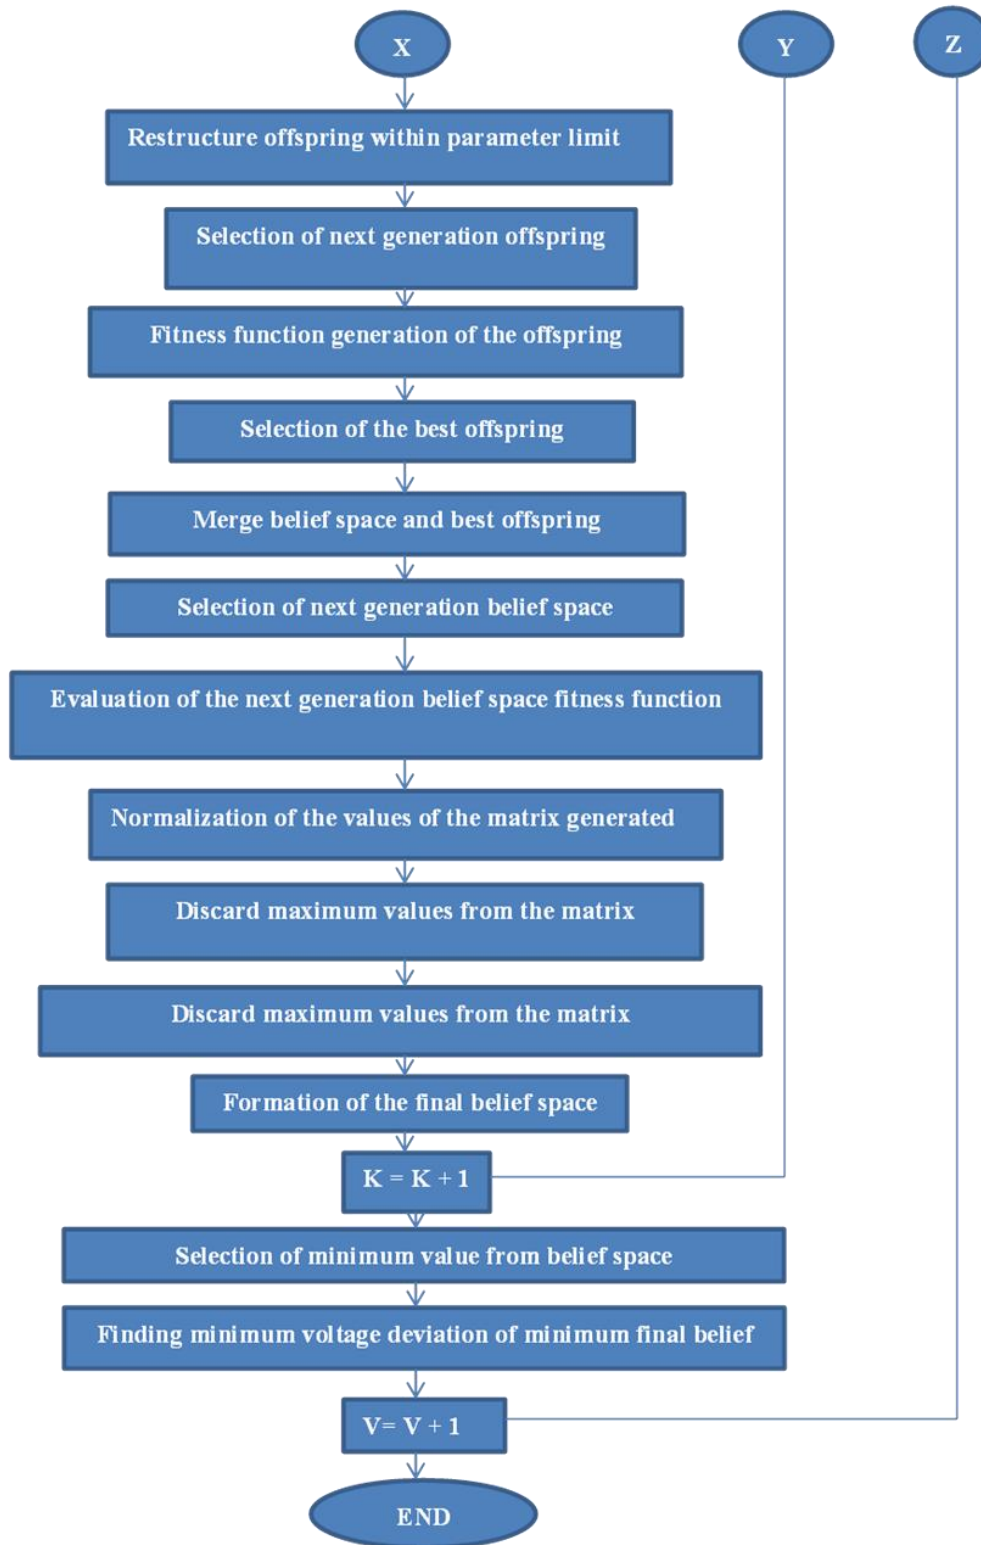 X
Y
Z
Restructure offspring within parameter limit
Selection of next generation offspring
Fitness function generation of the offspring
Selection of the best offspring
Merge belief space and best offspring
Selection of next generation belief space
Evaluation of the next generation belief space fitness function
Normalization of the values of the matrix generated
Discard maximum values from the matrix
Discard maximum values from the matrix
Formation of the final belief space
K = K + 1
Selection of minimum value from belief space
Finding minimum voltage deviation of minimum final belief
V= V + 1
END